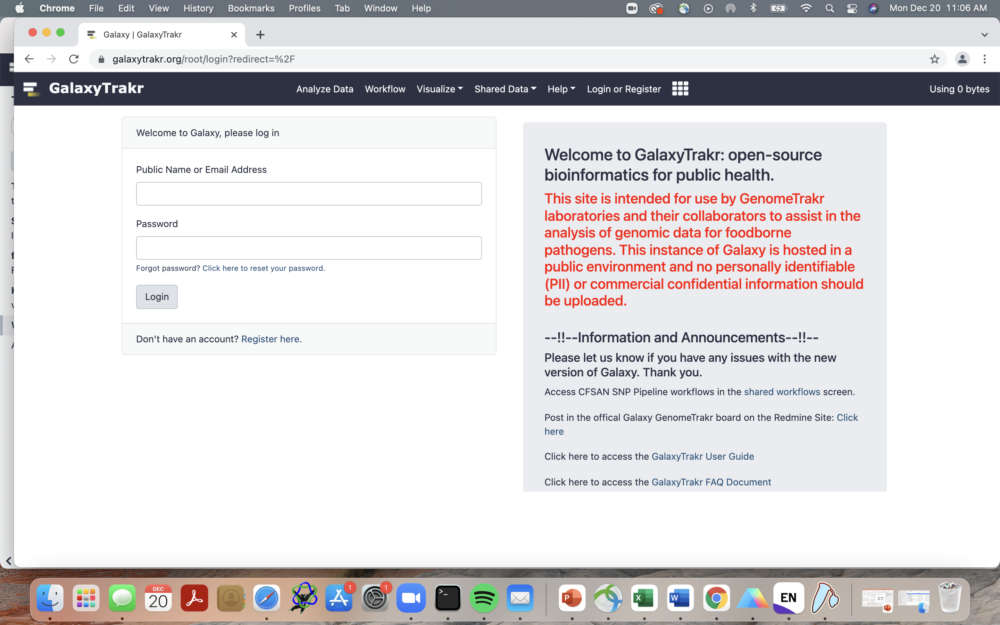 Chrome File Edit View History Bookmarks Profiles Tab Window Help Mon Dec 20 11:06 AM
Galaxy | GalaxyTrakr
galaxytrakr.org/root/login?redirect=%2F
GalaxyTrakr Analyze Data Workflow Visualize Shared Data Help Login or Register Using 0 bytes
Welcome to Galaxy, please log in
Public Name or Email Address
Password
Forgot password? Click here to reset your password.
Login
Don't have an account? Register here.
Welcome to GalaxyTrakr: open-source
bioinformatics for public health.
This site is intended for use by GenomeTrakr
laboratories and their collaborators to assist in the
analysis of genomic data for foodborne
pathogens. This instance of Galaxy is hosted in a
public environment and no personally identifiable
(PII) or commercial confidential information should
be uploaded.
--!!--Information and Announcements--!!--
Please let us know if you have any issues with the new
version of Galaxy. Thank you.
Access CFSAN SNP Pipeline workflows in the shared workflows screen.
Post in the offical Galaxy GenomeTrakr board on the Redmine Site: Click
here
Click here to access the GalaxyTrakr User Guide
Click here to access the GalaxyTrakr FAQ Document
DEC
20
1
1
>_
P
X
W
EN
P